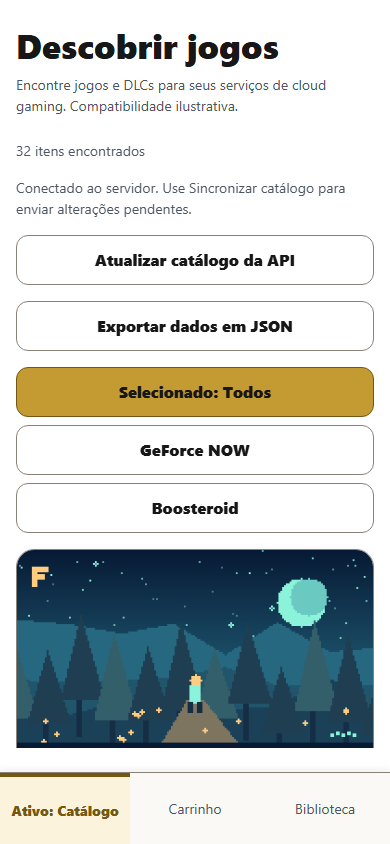 Descobrir jogos
Encontre jogos e DLCs para seus serviços de cloud
gaming. Compatibilidade ilustrativa.
32 itens encontrados
Conectado ao servidor. Use Sincronizar catálogo para
enviar alterações pendentes.
Atualizar catálogo da API
Exportar dados em JSON
Selecionado: Todos
GeForce NOW
Boosteroid
F
Ativo: Catálogo
Carrinho
Biblioteca